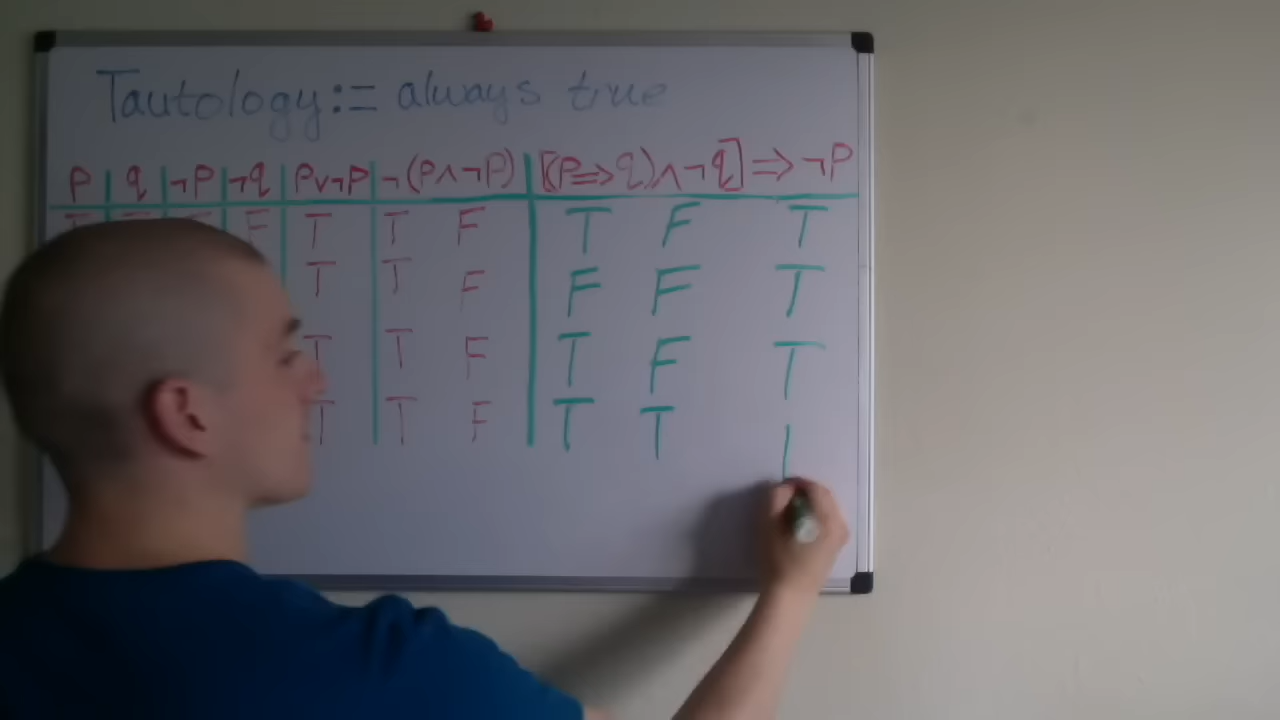 Tautology := always true
p q ¬p ¬q p∨¬p ¬(p∧¬p) [(p=>q)∧¬q] => ¬p
F T T F T F T
T T F F F T
T T F T F T
T T F T T